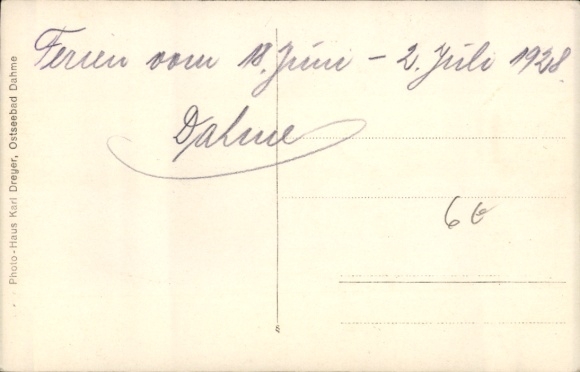 Ferien vom 18. Juni - 2. Juli 1928.
Dahme
6 €
Photo-Haus Karl Dreyer, Ostseebad Dahme